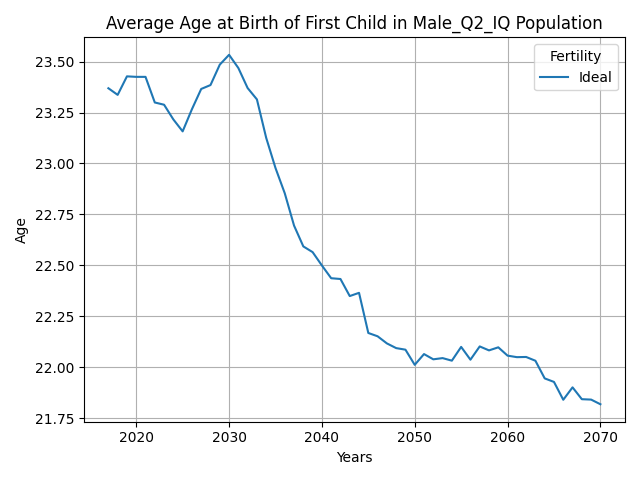 Average Age at Birth of First Child in Male_Q2_IQ Population
Fertility
Ideal
23.50
23.25
23.00
22.75
22.50
22.25
22.00
21.75
Age
2020 2030 2040 2050 2060 2070
Years